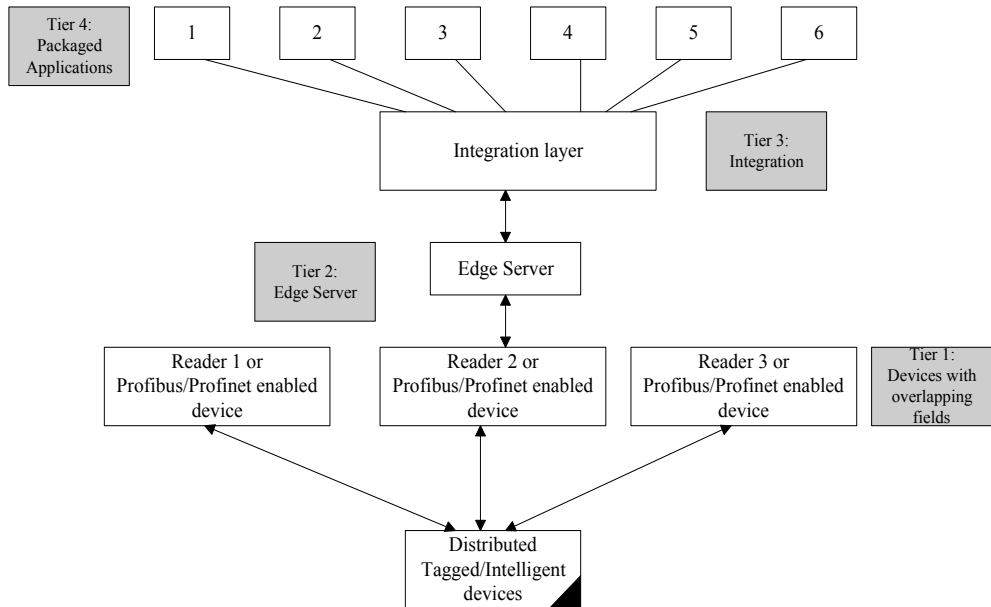 Tier 4:
Packaged
Applications
1
2
3
4
5
6
Integration layer
Tier 3:
Integration
Tier 2:
Edge Server
Edge Server
Reader 1 or
Profibus/Profinet enabled
device
Reader 2 or
Profibus/Profinet enabled
device
Reader 3 or
Profibus/Profinet enabled
device
Tier 1:
Devices with
overlapping
fields
Distributed
Tagged/Intelligent
devices